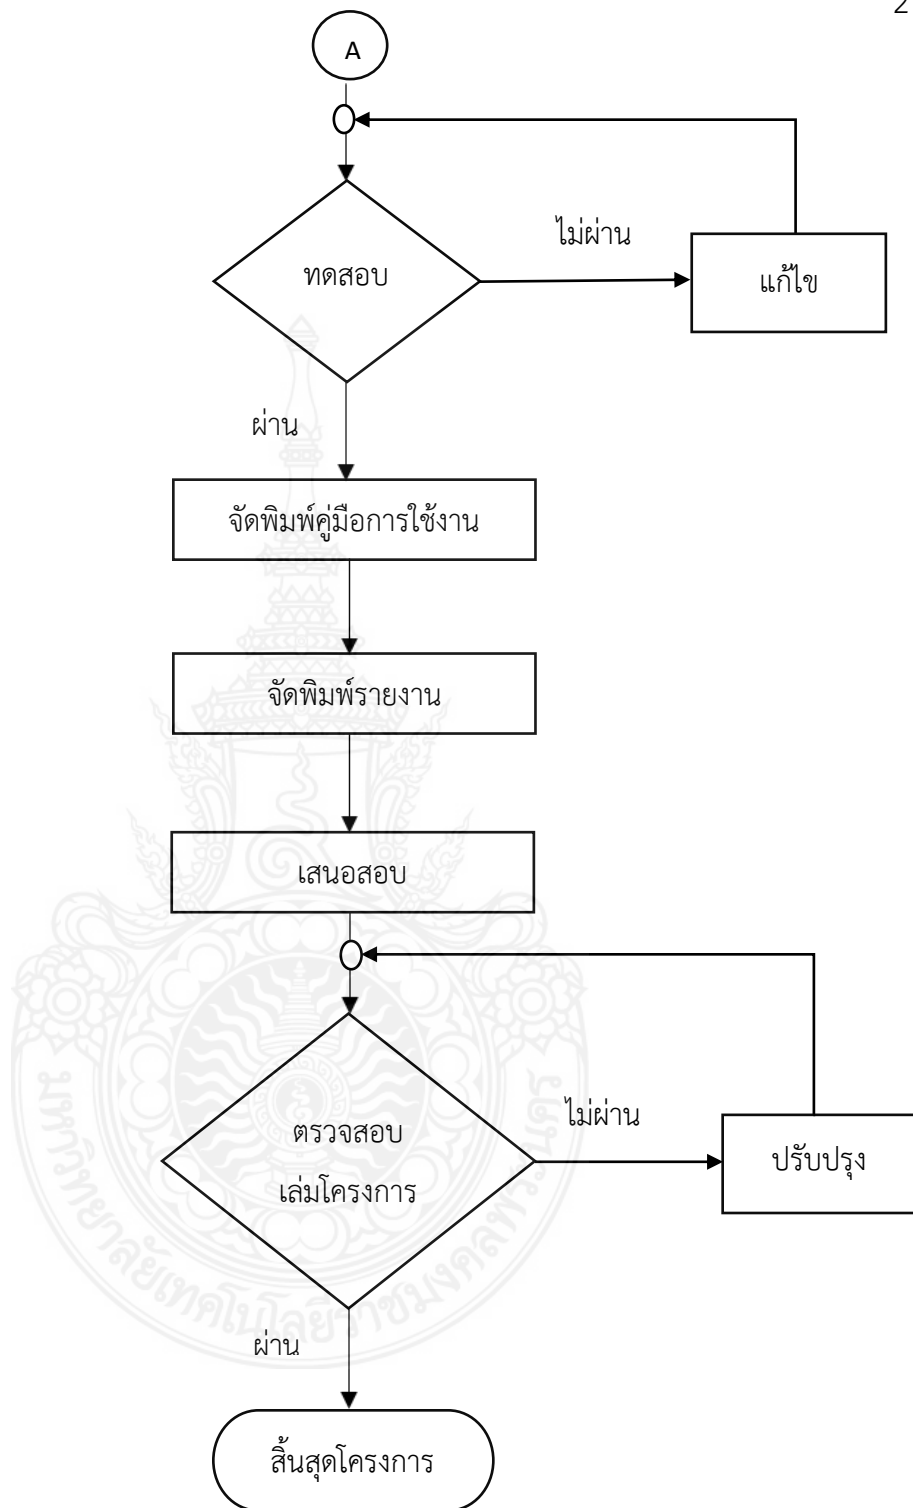 2
A
ไม่ผ่าน
ทดสอบ
แก้ไข
ผ่าน
จัดพิมพ์คู่มือการใช้งาน
จัดพิมพ์รายงาน
เสนอสอบ
ไม่ผ่าน
ตรวจสอบ
เล่มโครงการ
ปรับปรุง
ผ่าน
สิ้นสุดโครงการ